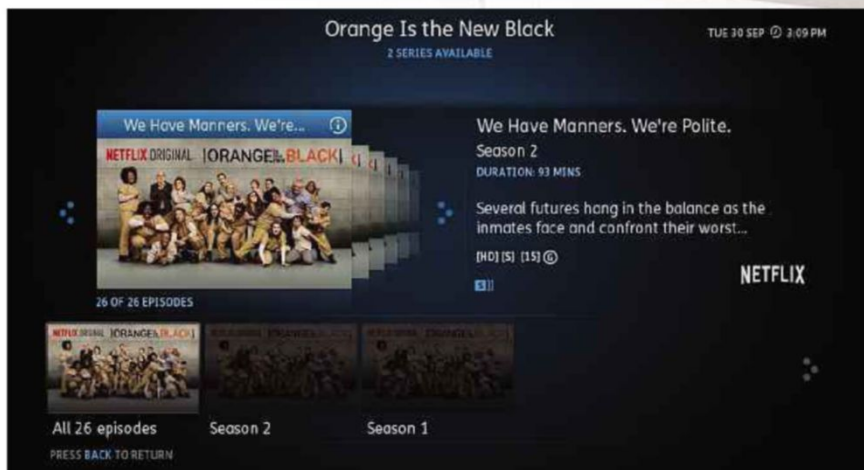 Orange Is the New Black
2 SERIES AVAILABLE
TUE 30 SEP 3:09 PM
We Have Manners. We're...
NETFLIX ORIGINAL ORANGE IS THE NEW BLACK
26 OF 26 EPISODES
We Have Manners. We're Polite.
Season 2
DURATION: 93 MINS
Several futures hang in the balance as the
inmates face and confront their worst...
[HD] [S] [15] G
S
NETFLIX
NETFLIX ORIGINAL ORANGE BLACK
All 26 episodes
Season 2
Season 1
PRESS BACK TO RETURN